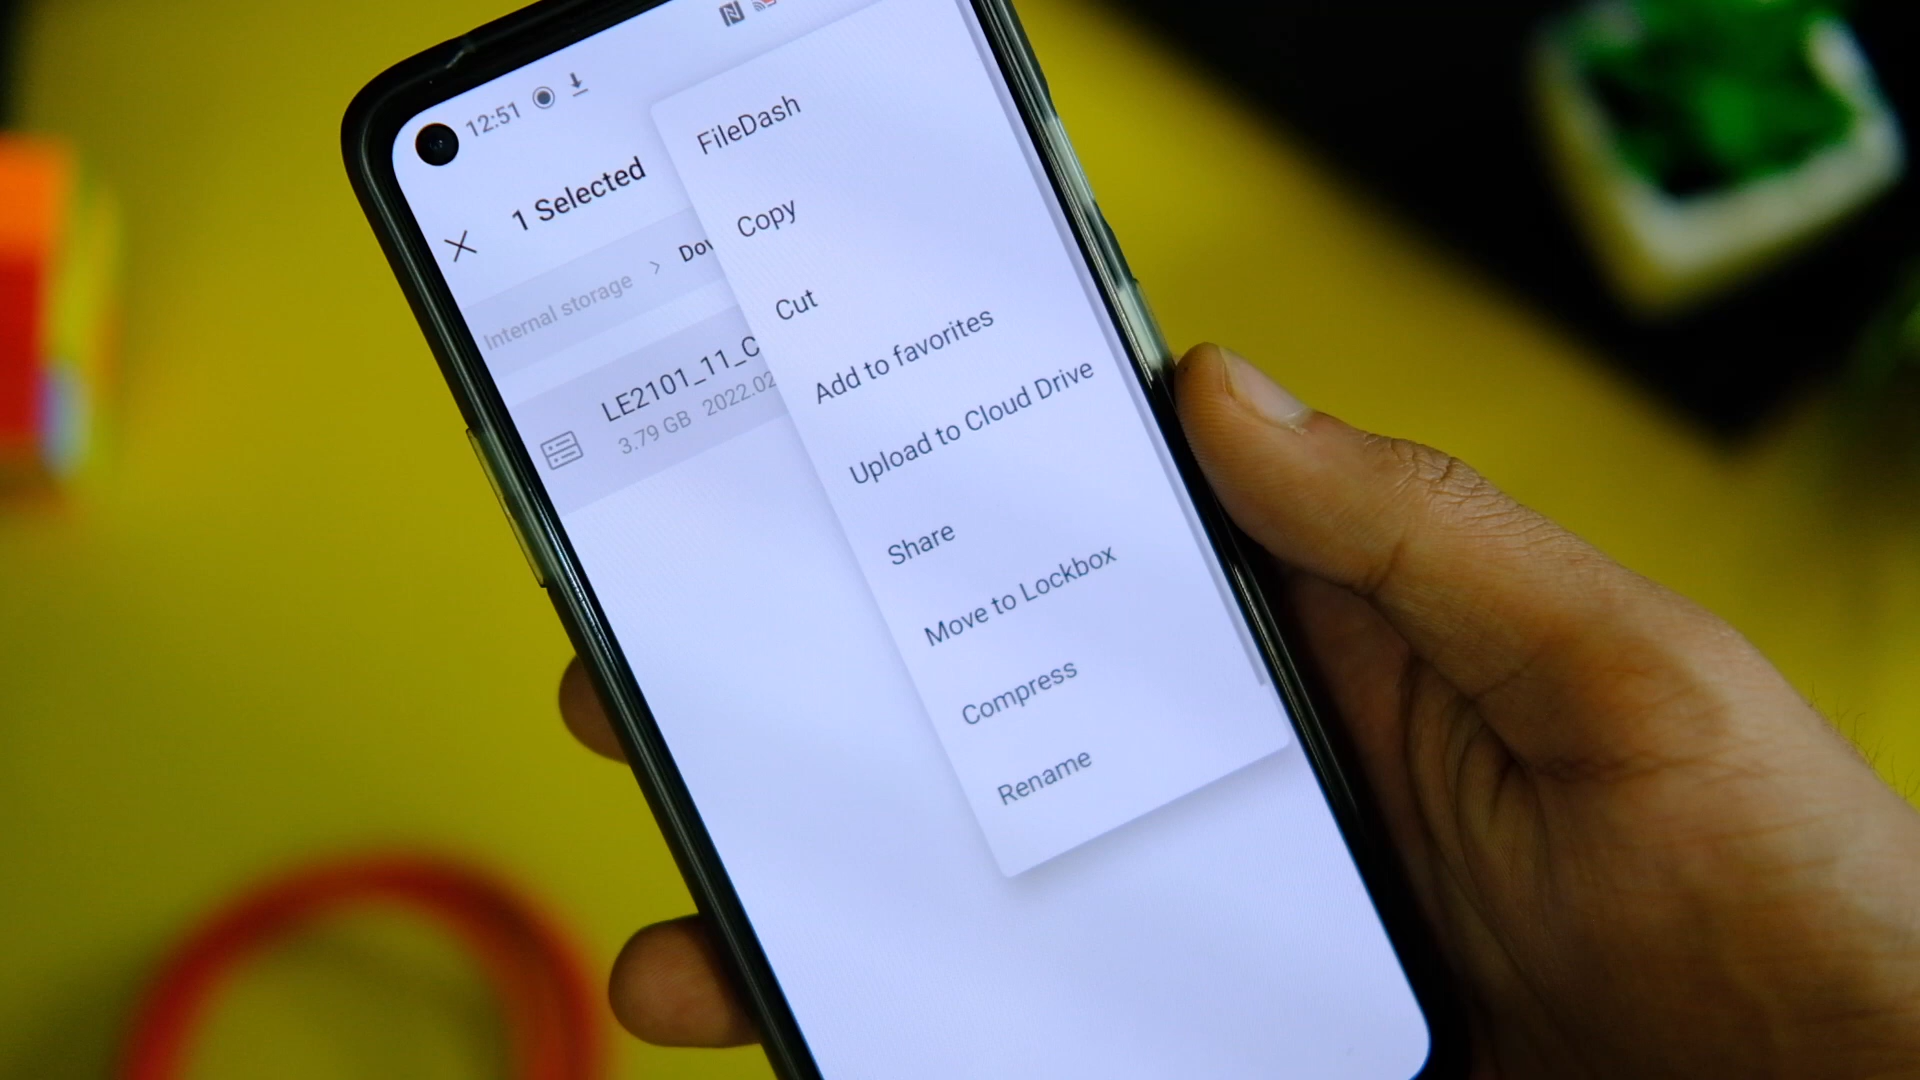 12:51
1 Selected
Internal storage >
LE2101_11_C
3.79 GB 2022.02
FileDash
Copy
Cut
Add to favorites
Upload to Cloud Drive
Share
Move to Lockbox
Compress
Rename